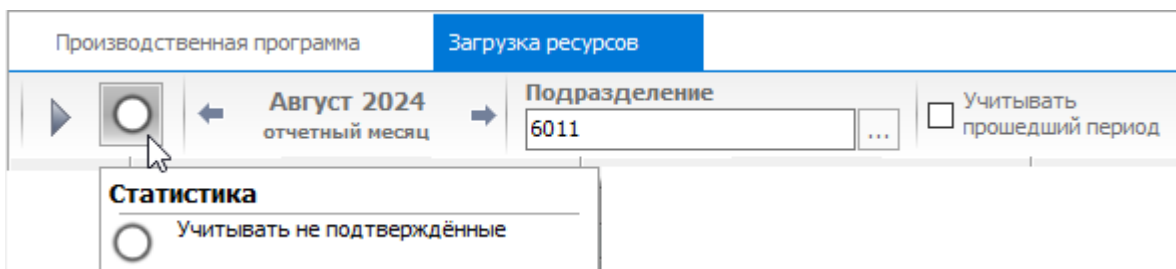 Производственная программа
Загрузка ресурсов
Август 2024
отчетный месяц
Подразделение
6011
...
Учитывать
прошедший период
Статистика
Учитывать не подтверждённые